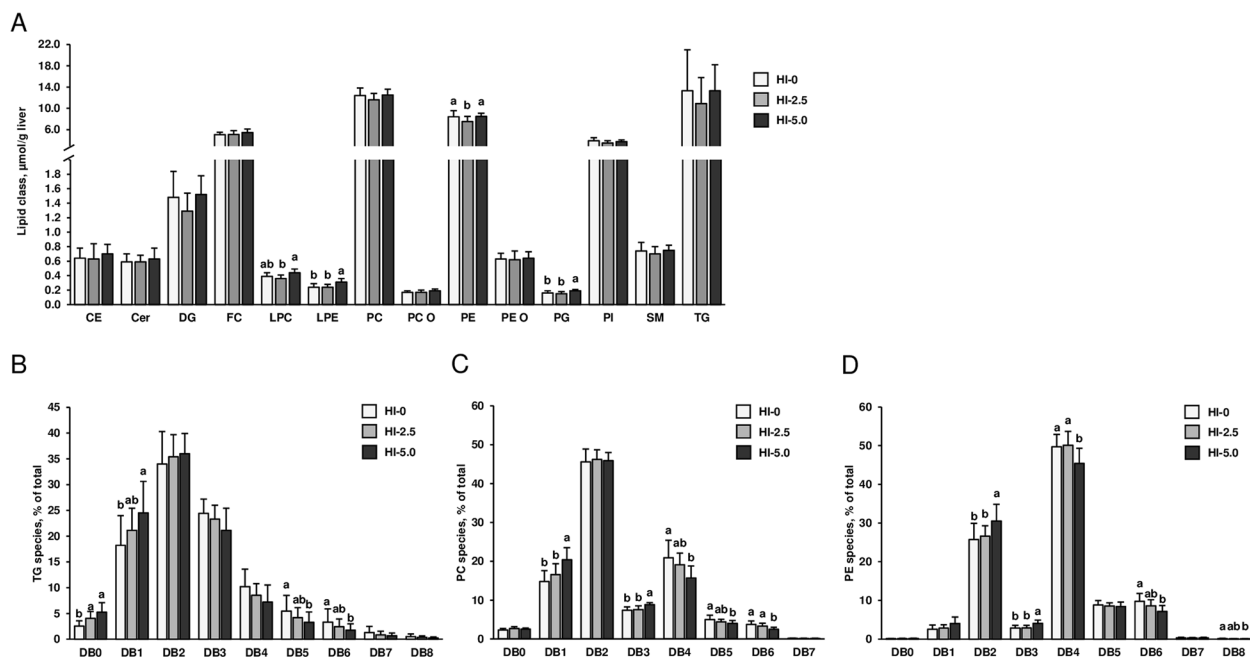 A
Lipid class, µmol/g liver
22.0
18.0
14.0
10.0
6.0
1.8
1.6
1.4
1.2
1.0
0.8
0.6
0.4
0.2
0.0
ab b a
b b a
a b a
b b a
CE Cer DG FC LPC LPE PC PC O PE PE O PG PI SM TG
HI-0
HI-2.5
HI-5.0
B
TG species, % of total
45
40
35
30
25
20
15
10
5
0
b a a
b ab a
a ab b
a ab b
DB0 DB1 DB2 DB3 DB4 DB5 DB6 DB7 DB8
HI-0
HI-2.5
HI-5.0
C
PC species, % of total
60
50
40
30
20
10
0
b b a
b b a
a ab b
a ab b
a a b
DB0 DB1 DB2 DB3 DB4 DB5 DB6 DB7
HI-0
HI-2.5
HI-5.0
D
PE species, % of total
60
50
40
30
20
10
0
b b a
b b a
a a b
a ab b
a ab b
DB0 DB1 DB2 DB3 DB4 DB5 DB6 DB7 DB8
HI-0
HI-2.5
HI-5.0